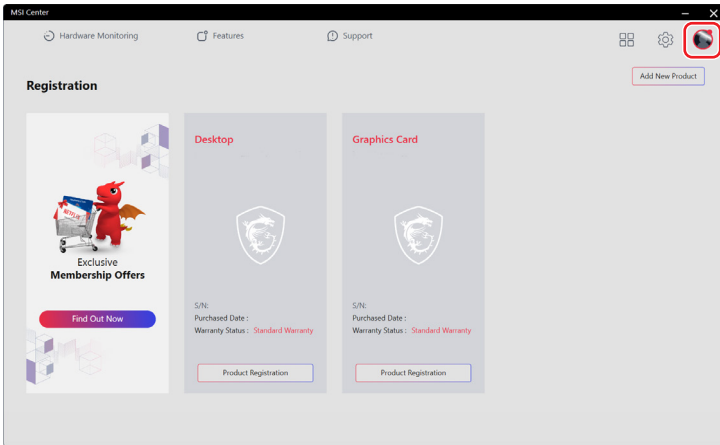 MSI Center
Hardware Monitoring
Features
Support
Registration
Add New Product
NETFLIX
Exclusive
Membership Offers
Find Out Now
Desktop
S/N:
Purchased Date :
Warranty Status : Standard Warranty
Product Registration
Graphics Card
S/N:
Purchased Date :
Warranty Status : Standard Warranty
Product Registration